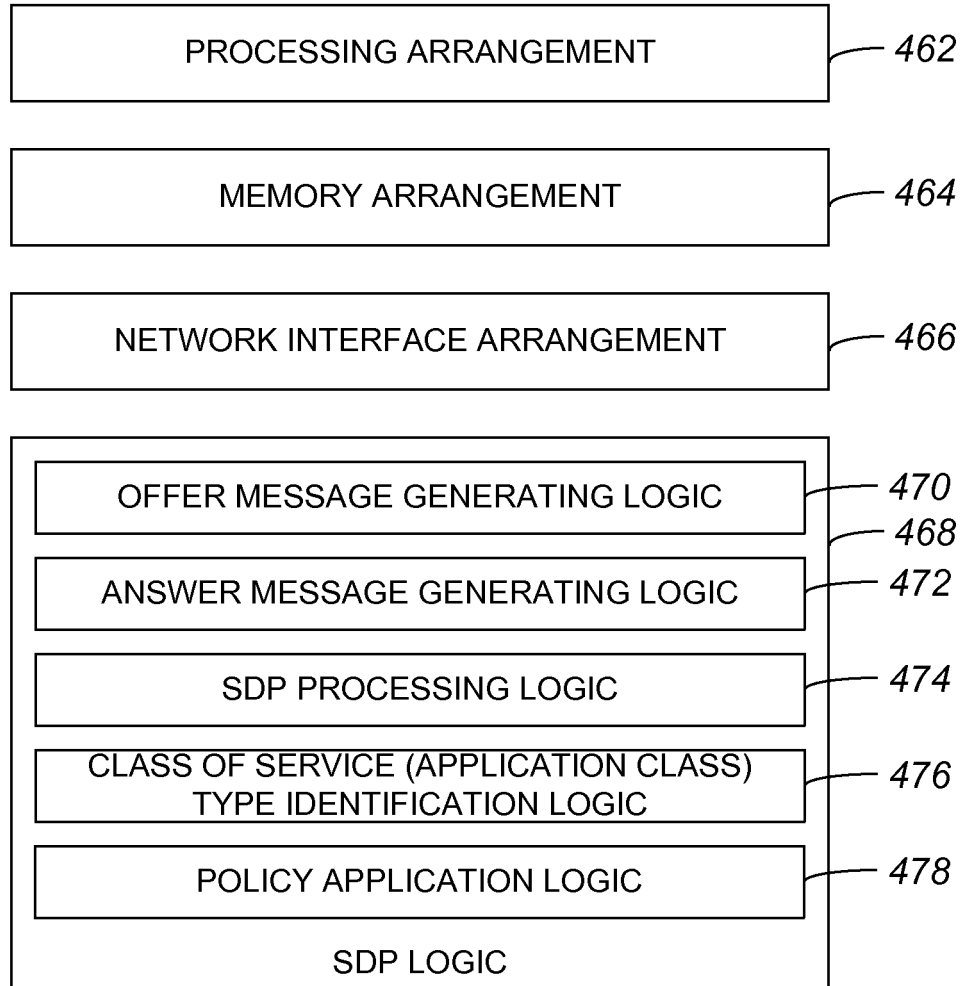 PROCESSING ARRANGEMENT 462
MEMORY ARRANGEMENT 464
NETWORK INTERFACE ARRANGEMENT 466
OFFER MESSAGE GENERATING LOGIC 470
468
ANSWER MESSAGE GENERATING LOGIC 472
SDP PROCESSING LOGIC 474
CLASS OF SERVICE (APPLICATION CLASS)
TYPE IDENTIFICATION LOGIC 476
POLICY APPLICATION LOGIC 478
SDP LOGIC